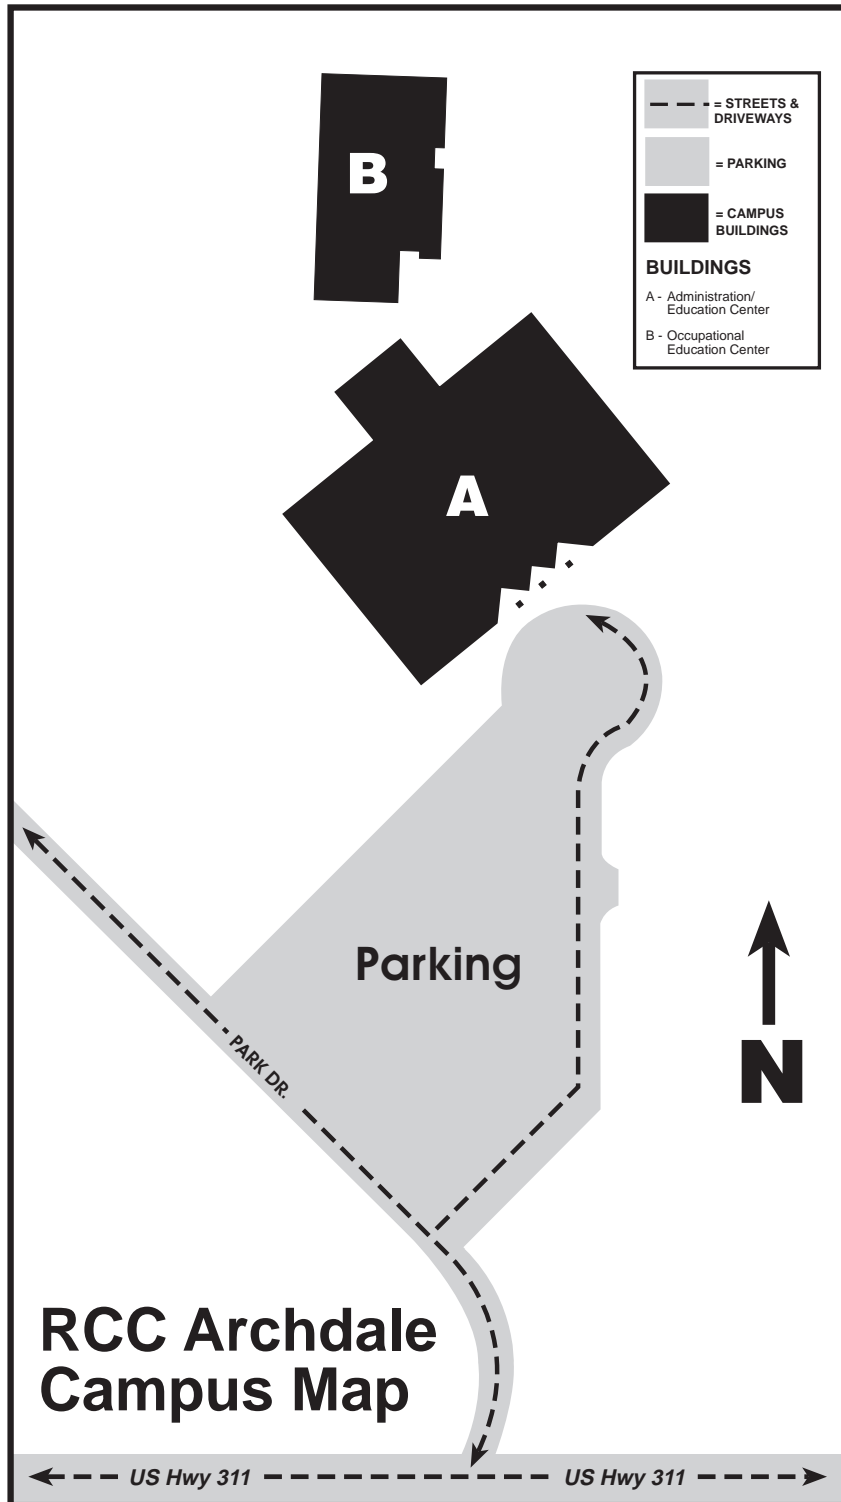 B
= STREETS &
DRIVEWAYS
= PARKING
= CAMPUS
BUILDINGS
BUILDINGS
A - Administration/
Education Center
B - Occupational
Education Center
A
Parking
PARK DR.
N
RCC Archdale
Campus Map
US Hwy 311 US Hwy 311